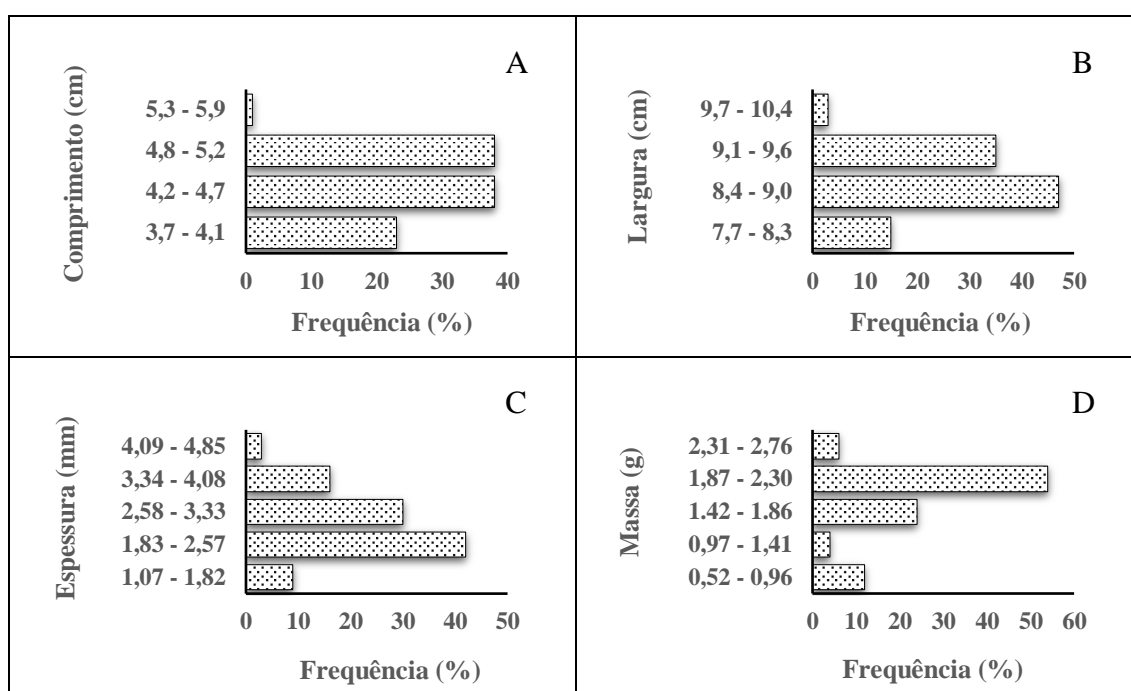 A
Comprimento (cm)
5,3 - 5,9
4,8 - 5,2
4,2 - 4,7
3,7 - 4,1
0 10 20 30 40
Frequência (%)
B
Largura (cm)
9,7 - 10,4
9,1 - 9,6
8,4 - 9,0
7,7 - 8,3
0 10 20 30 40 50
Frequência (%)
C
Espessura (mm)
4,09 - 4,85
3,34 - 4,08
2,58 - 3,33
1,83 - 2,57
1,07 - 1,82
0 10 20 30 40 50
Frequência (%)
D
Massa (g)
2,31 - 2,76
1,87 - 2,30
1.42 - 1.86
0,97 - 1,41
0,52 - 0,96
0 10 20 30 40 50 60
Frequência (%)